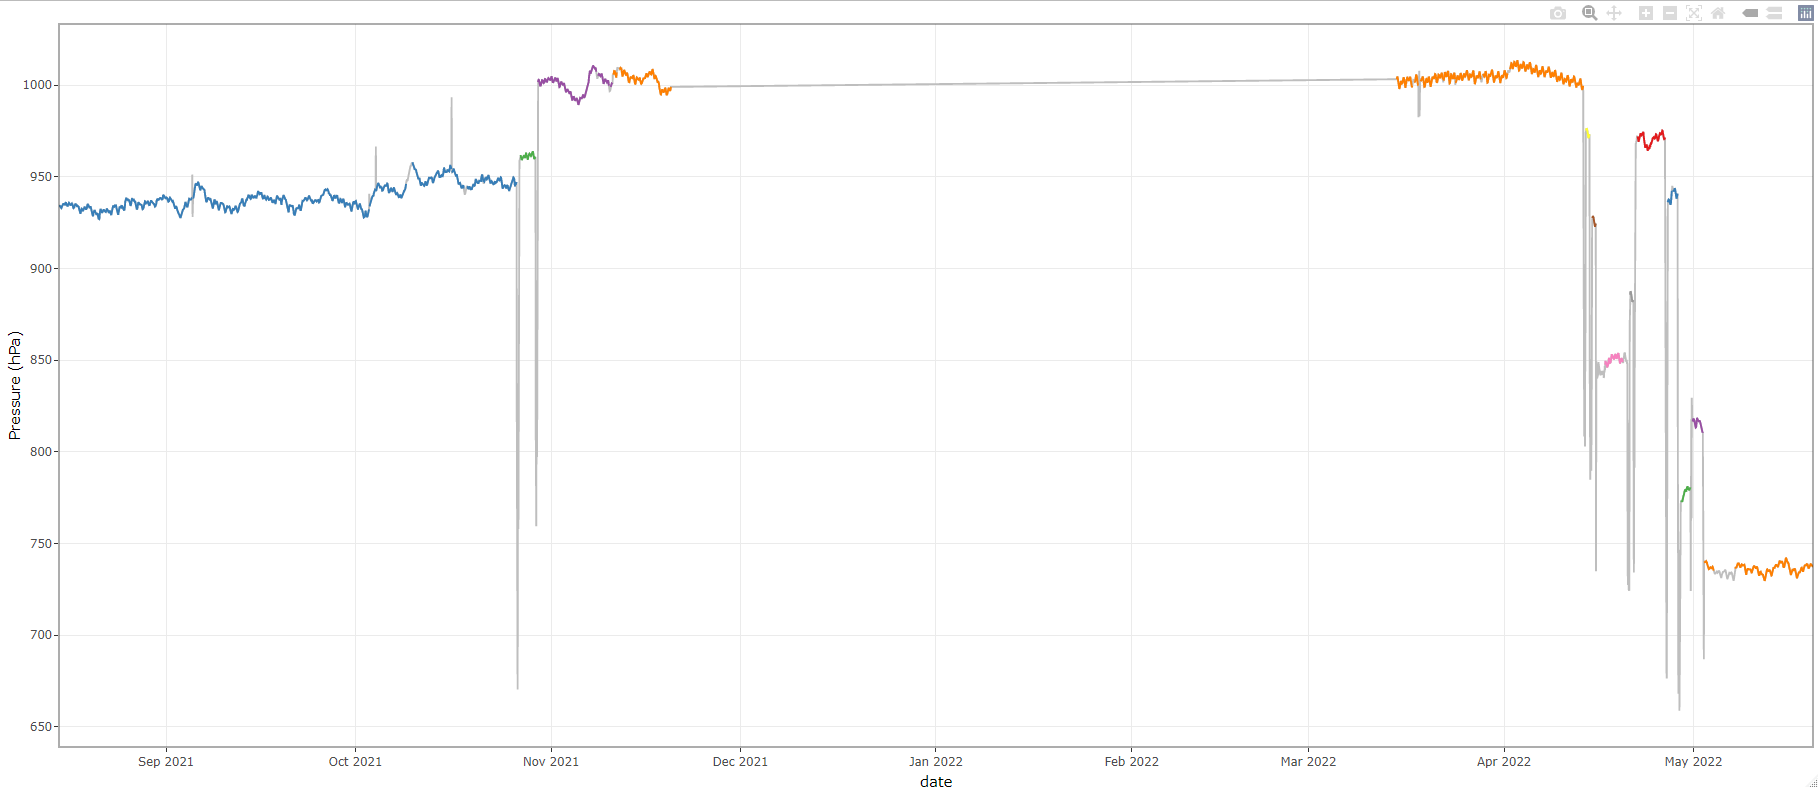 1000
950
900
850
800
750
700
650
Pressure (hPa)
Sep 2021
Oct 2021
Nov 2021
Dec 2021
Jan 2022
Feb 2022
Mar 2022
Apr 2022
May 2022
date